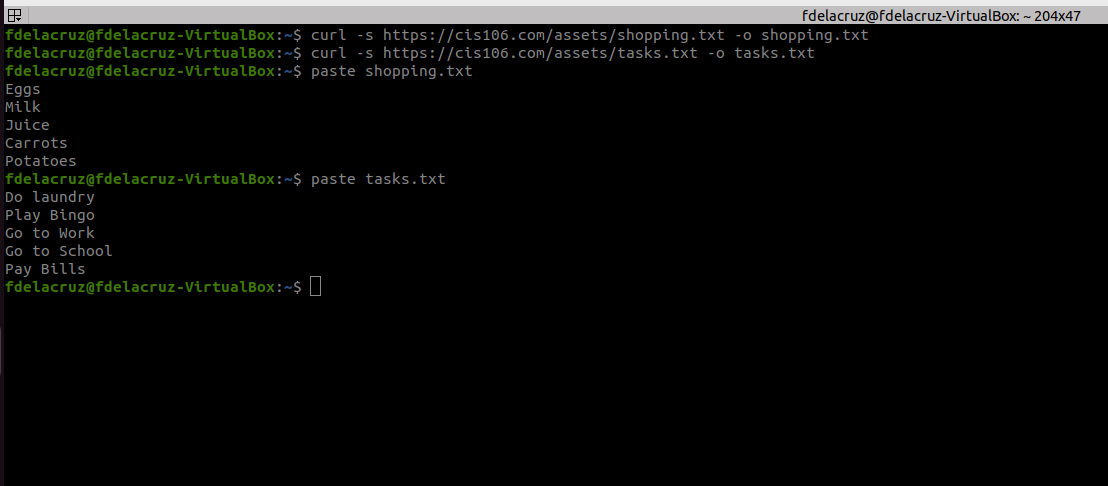 fdelacruz@fdelacruz-VirtualBox: ~ 204x47
fdelacruz@fdelacruz-VirtualBox:~$ curl -s https://cis106.com/assets/shopping.txt -o shopping.txt
fdelacruz@fdelacruz-VirtualBox:~$ curl -s https://cis106.com/assets/tasks.txt -o tasks.txt
fdelacruz@fdelacruz-VirtualBox:~$ paste shopping.txt
Eggs
Milk
Juice
Carrots
Potatoes
fdelacruz@fdelacruz-VirtualBox:~$ paste tasks.txt
Do laundry
Play Bingo
Go to Work
Go to School
Pay Bills
fdelacruz@fdelacruz-VirtualBox:~$